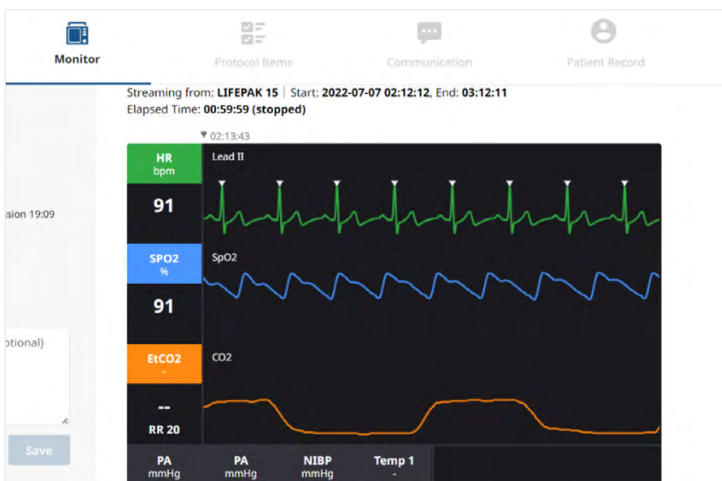 Monitor
Protocol Items
Communication
Patient Record
Streaming from: LIFEPAK 15 | Start: 2022-07-07 02:12:12, End: 03:12:11
Elapsed Time: 00:59:59 (stopped)
02:13:43
HR
bpm
Lead II
91
ssion 19:09
SPO2
%
SpO2
91
ptional)
EtCO2
-
CO2
--
RR 20
Save
PA
mmHg
PA
mmHg
NIBP
mmHg
Temp 1
-